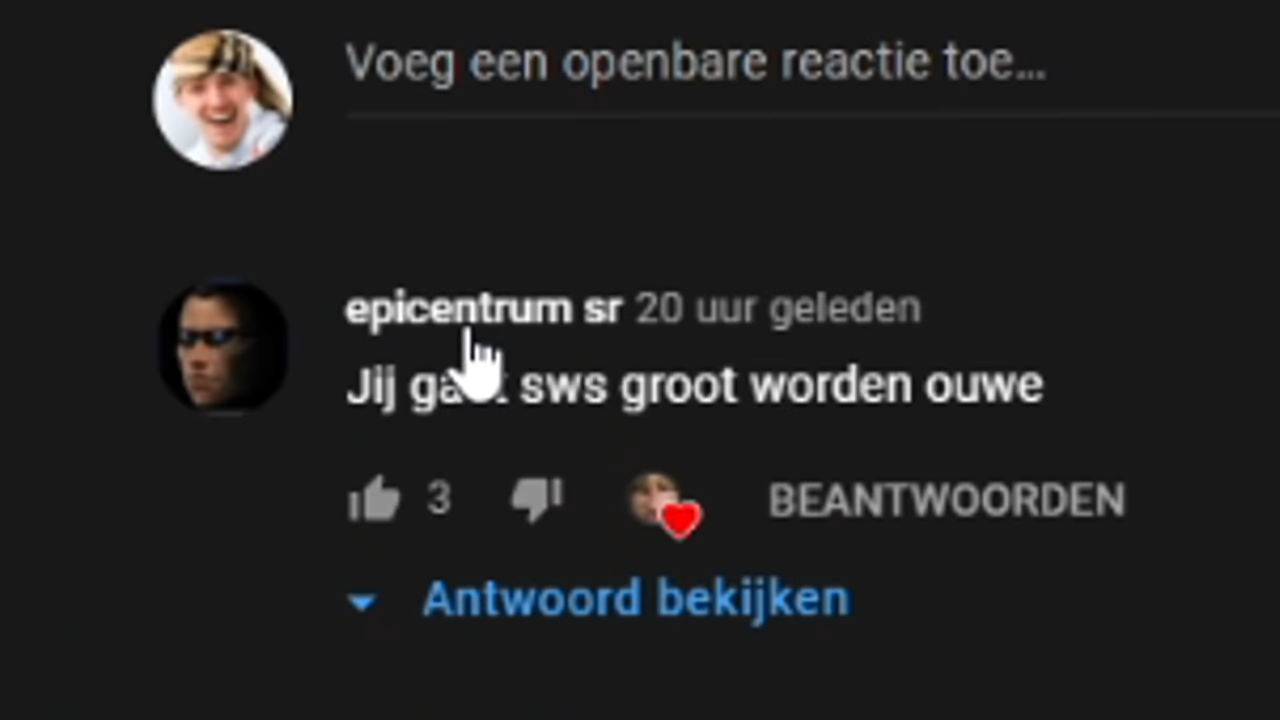 Voeg een openbare reactie toe...
epicentrum sr 20 uur geleden
Jij sws groot worden ouwe
3 BEANTWOORDEN
Antwoord bekijken